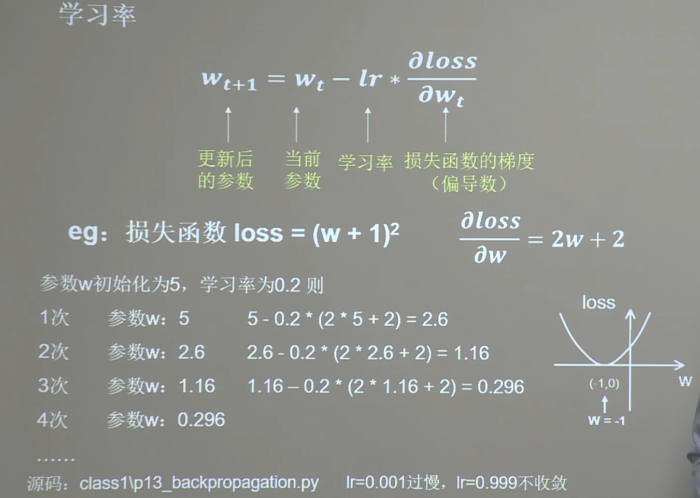 学习率
w_{t+1} = w_t − lr * ∂loss/∂w_t
更新后的参数
当前参数
学习率
损失函数的梯度（偏导数）
eg：损失函数 loss = (w + 1)² ∂loss/∂w = 2w + 2
参数w初始化为5，学习率为0.2 则
1次 参数w：5 5 - 0.2 * (2 * 5 + 2) = 2.6
2次 参数w：2.6 2.6 - 0.2 * (2 * 2.6 + 2) = 1.16
3次 参数w：1.16 1.16 – 0.2 * (2 * 1.16 + 2) = 0.296
4次 参数w：0.296
……
loss
w
(-1,0)
w = -1
源码：class1\p13_backpropagation.py lr=0.001过慢，lr=0.999不收敛